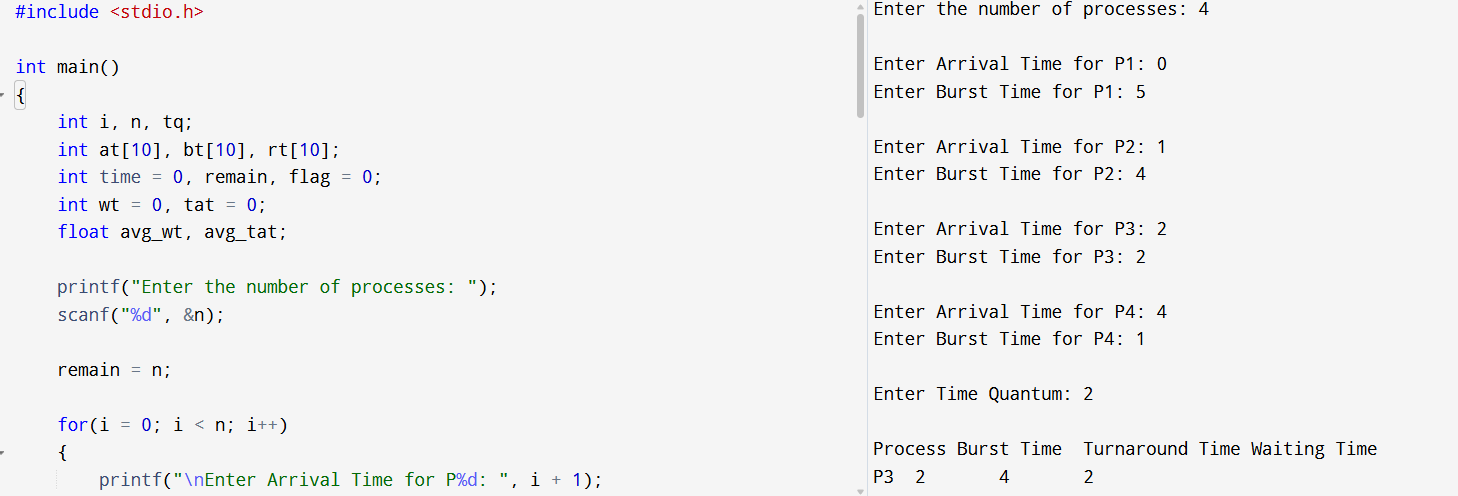 #include <stdio.h>
int main()
{
    int i, n, tq;
    int at[10], bt[10], rt[10];
    int time = 0, remain, flag = 0;
    int wt = 0, tat = 0;
    float avg_wt, avg_tat;
    printf("Enter the number of processes: ");
    scanf("%d", &n);
    remain = n;
    for(i = 0; i < n; i++)
    {
        printf("\nEnter Arrival Time for P%d: ", i + 1);
Enter the number of processes: 4
Enter Arrival Time for P1: 0
Enter Burst Time for P1: 5
Enter Arrival Time for P2: 1
Enter Burst Time for P2: 4
Enter Arrival Time for P3: 2
Enter Burst Time for P3: 2
Enter Arrival Time for P4: 4
Enter Burst Time for P4: 1
Enter Time Quantum: 2
Process Burst Time  Turnaround Time Waiting Time
P3  2       4       2